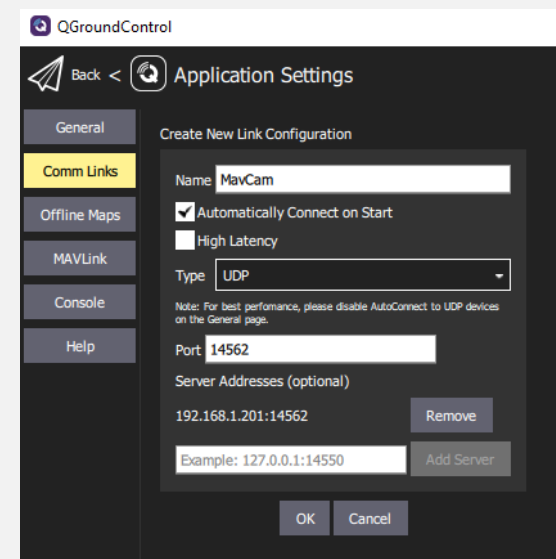 QGroundControl
Back < Application Settings
General
Comm Links
Offline Maps
MAVLink
Console
Help
Create New Link Configuration
Name MavCam
Automatically Connect on Start
High Latency
Type UDP
Note: For best perfomance, please disable AutoConnect to UDP devices
on the General page.
Port 14562
Server Addresses (optional)
192.168.1.201:14562 Remove
Example: 127.0.0.1:14550 Add Server
OK Cancel